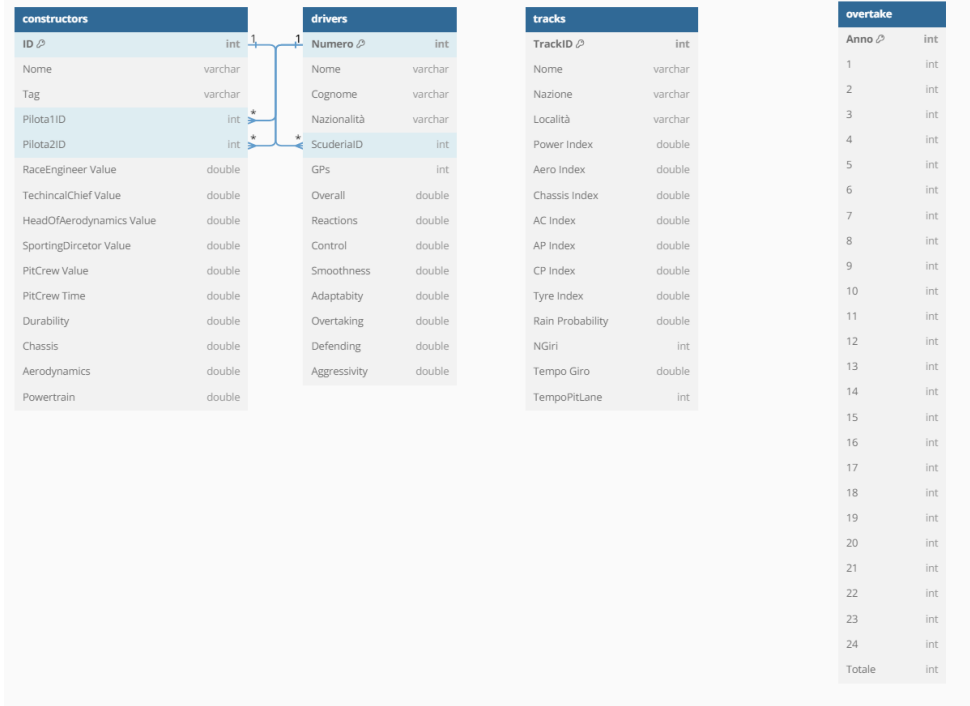 constructors
ID int
Nome varchar
Tag varchar
Pilota1ID int
Pilota2ID int
RaceEngineer Value double
TechincalChief Value double
HeadOfAerodynamics Value double
SportingDircetor Value double
PitCrew Value double
PitCrew Time double
Durability double
Chassis double
Aerodynamics double
Powertrain double
1
*
*
1
*
drivers
Numero int
Nome varchar
Cognome varchar
Nazionalità varchar
ScuderiaID int
GPs int
Overall double
Reactions double
Control double
Smoothness double
Adaptabity double
Overtaking double
Defending double
Aggressivity double
tracks
TrackID int
Nome varchar
Nazione varchar
Località varchar
Power Index double
Aero Index double
Chassis Index double
AC Index double
AP Index double
CP Index double
Tyre Index double
Rain Probability double
NGiri int
Tempo Giro double
TempoPitLane int
overtake
Anno int
1 int
2 int
3 int
4 int
5 int
6 int
7 int
8 int
9 int
10 int
11 int
12 int
13 int
14 int
15 int
16 int
17 int
18 int
19 int
20 int
21 int
22 int
23 int
24 int
Totale int